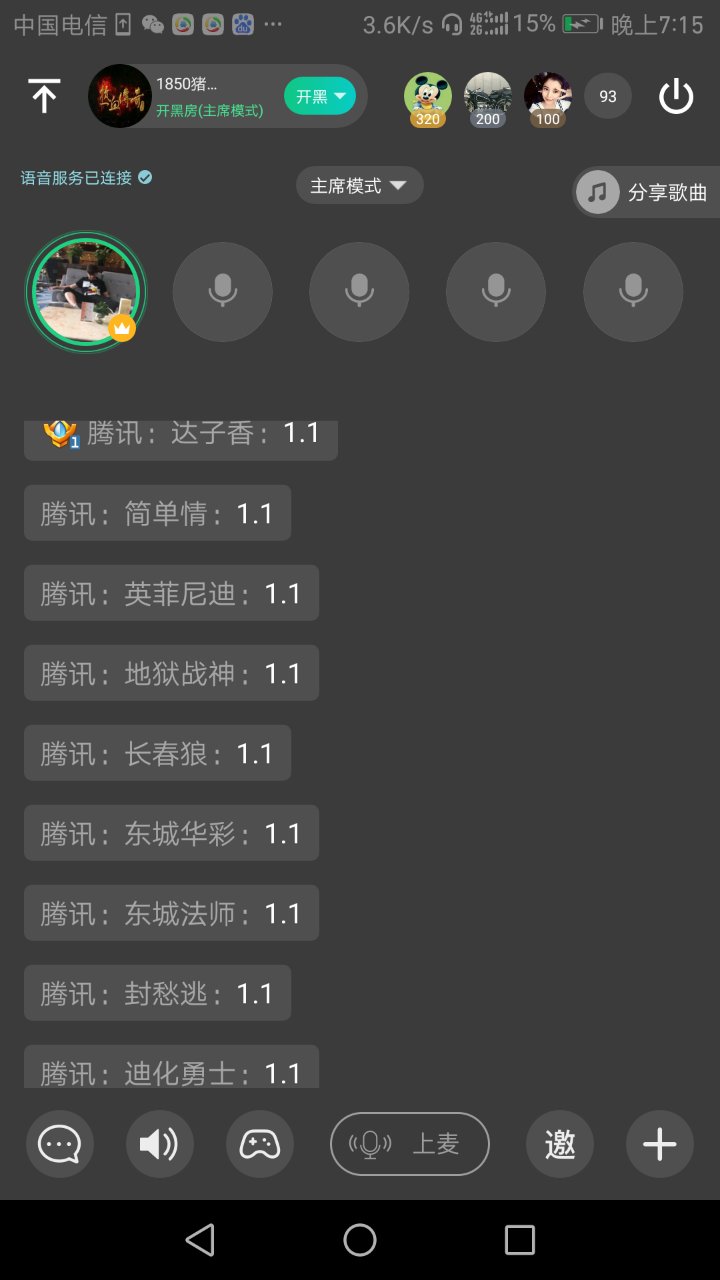 中国电信 ... 3.6K/s 4G 2G 15% 晚上7:15
热血传奇 1850猪... 开黑
开黑房(主席模式)
320 200 100 93
语音服务已连接 主席模式 分享歌曲
1 腾讯：达子香：1.1
腾讯：简单情：1.1
腾讯：英菲尼迪：1.1
腾讯：地狱战神：1.1
腾讯：长春狼：1.1
腾讯：东城华彩：1.1
腾讯：东城法师：1.1
腾讯：封愁逃：1.1
腾讯：迪化勇士：1.1
上麦 邀